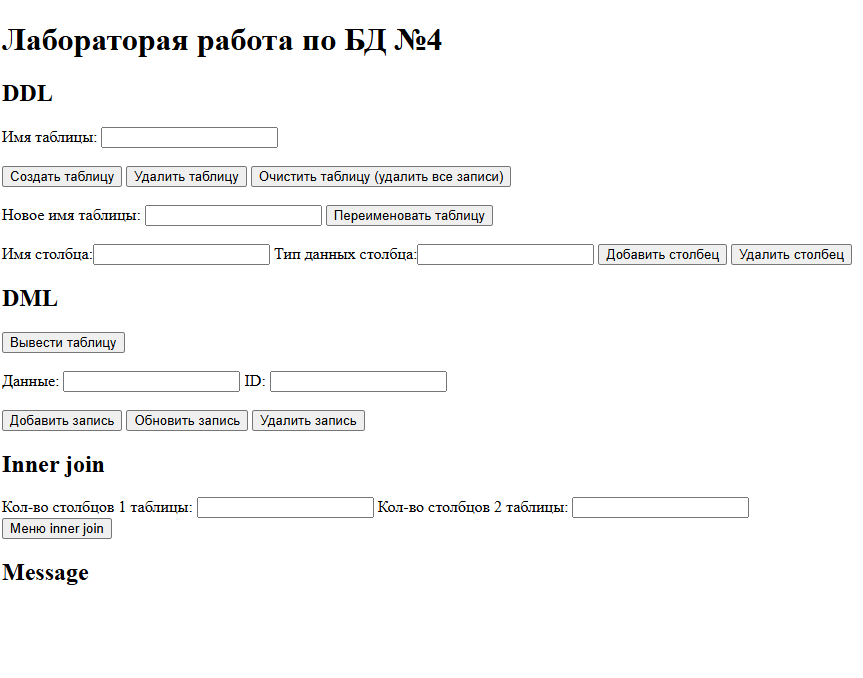 Лабораторая работа по БД №4
DDL
Имя таблицы:
Создать таблицу Удалить таблицу Очистить таблицу (удалить все записи)
Новое имя таблицы: Переименовать таблицу
Имя столбца: Тип данных столбца: Добавить столбец Удалить столбец
DML
Вывести таблицу
Данные: ID:
Добавить запись Обновить запись Удалить запись
Inner join
Кол-во столбцов 1 таблицы: Кол-во столбцов 2 таблицы:
Меню inner join
Message